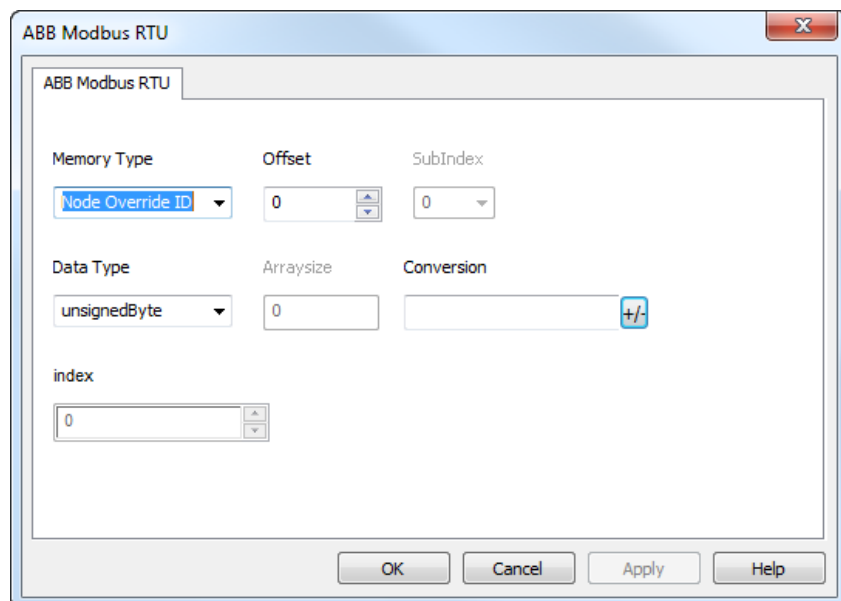 ABB Modbus RTU
ABB Modbus RTU
Memory Type Offset SubIndex
Node Override ID 0 0
Data Type Arraysize Conversion
unsignedByte 0 +/-
index
0
OK Cancel Apply Help